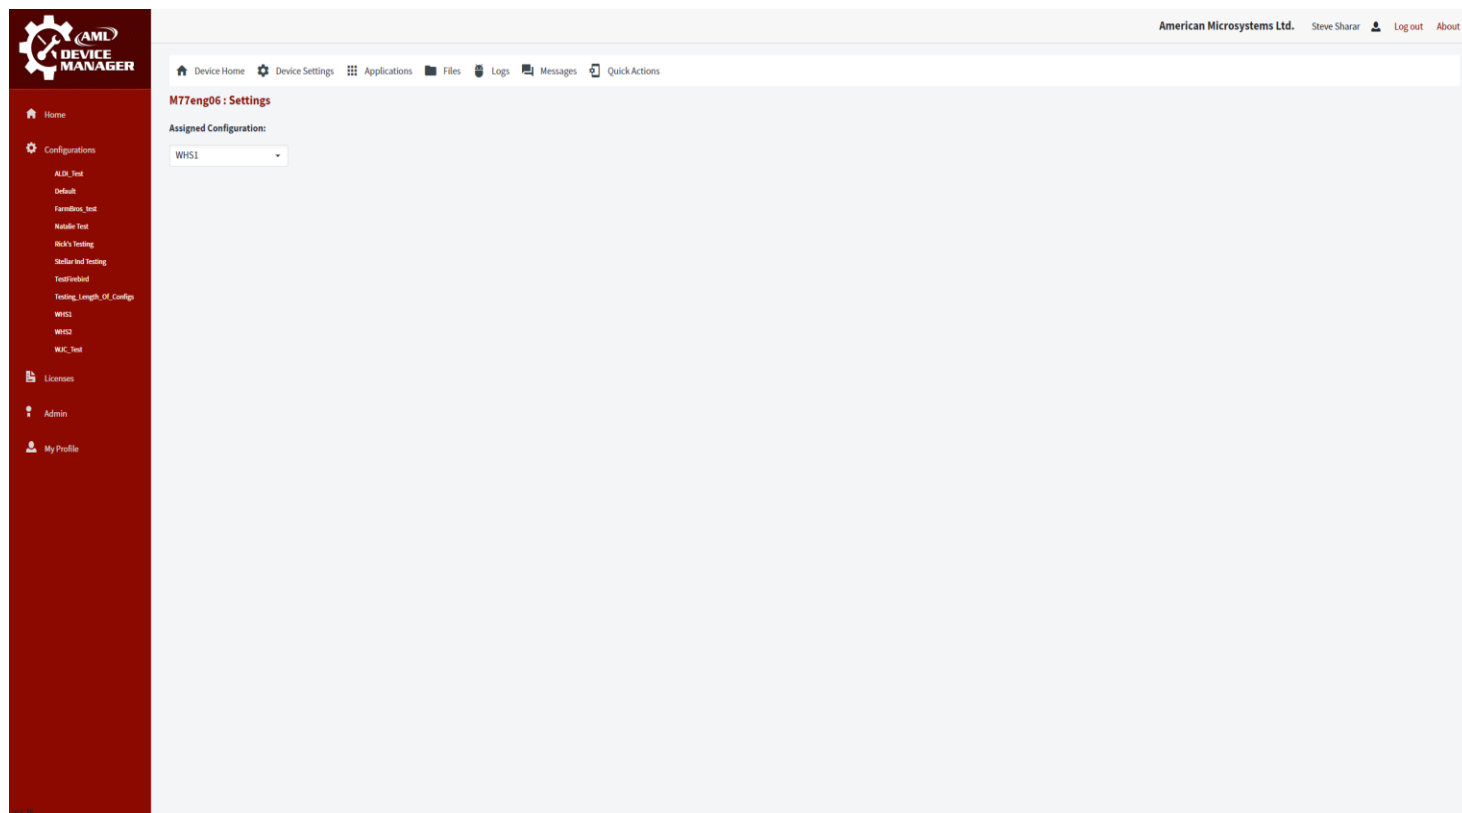 (AML)
DEVICE
MANAGER
American Microsystems Ltd. Steve Sharar Log out About
Device Home Device Settings Applications Files Logs Messages Quick Actions
M77eng06 : Settings
Assigned Configuration:
WHS1
Home
Configurations
ALDI_Test
Default
FarmBros_test
Natalie Test
Rick's Testing
Stellar Ind Testing
TestFirebird
Testing_Length_Of_Configs
WHS1
WHS2
WJC_Test
Licenses
Admin
My Profile